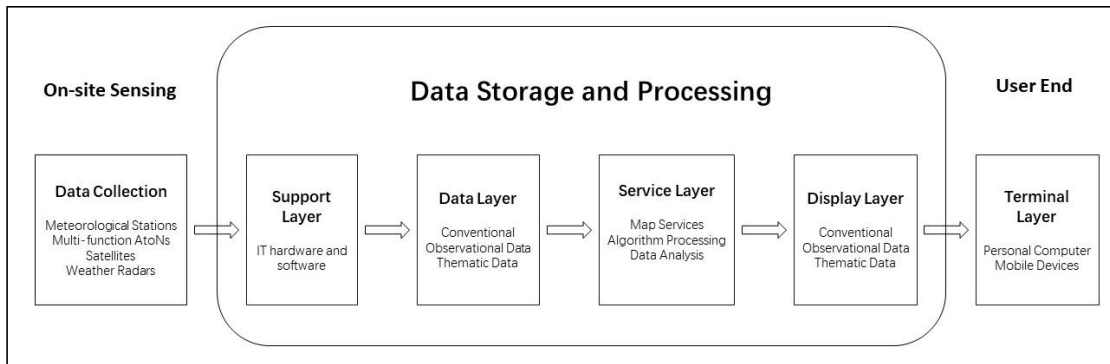 On-site Sensing
Data Storage and Processing
User End
Data Collection
Meteorological Stations
Multi-function AtoNs
Satellites
Weather Radars
Support
Layer
IT hardware and
software
Data Layer
Conventional
Observational Data
Thematic Data
Service Layer
Map Services
Algorithm Processing
Data Analysis
Display Layer
Conventional
Observational Data
Thematic Data
Terminal
Layer
Personal Computer
Mobile Devices